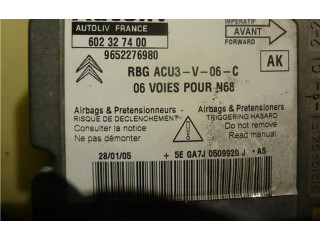 Autoliv
AUTOLIV FRANCE
602 32 74 00
9652276980
IMPERATIF
AVANT
FORWARD
RBG ACU3-V-06-C
AK
06 VOIES POUR N68
Airbags & Pretensionneurs
RISQUE DE DECLENCHEMENT
Consulter la notice
Ne pas démonter
Airbags & Pretensioners
TRIGGERING HASARD
Do not remove
Read manual
28/01/05 + 5E GA7J 0509920 J - A5